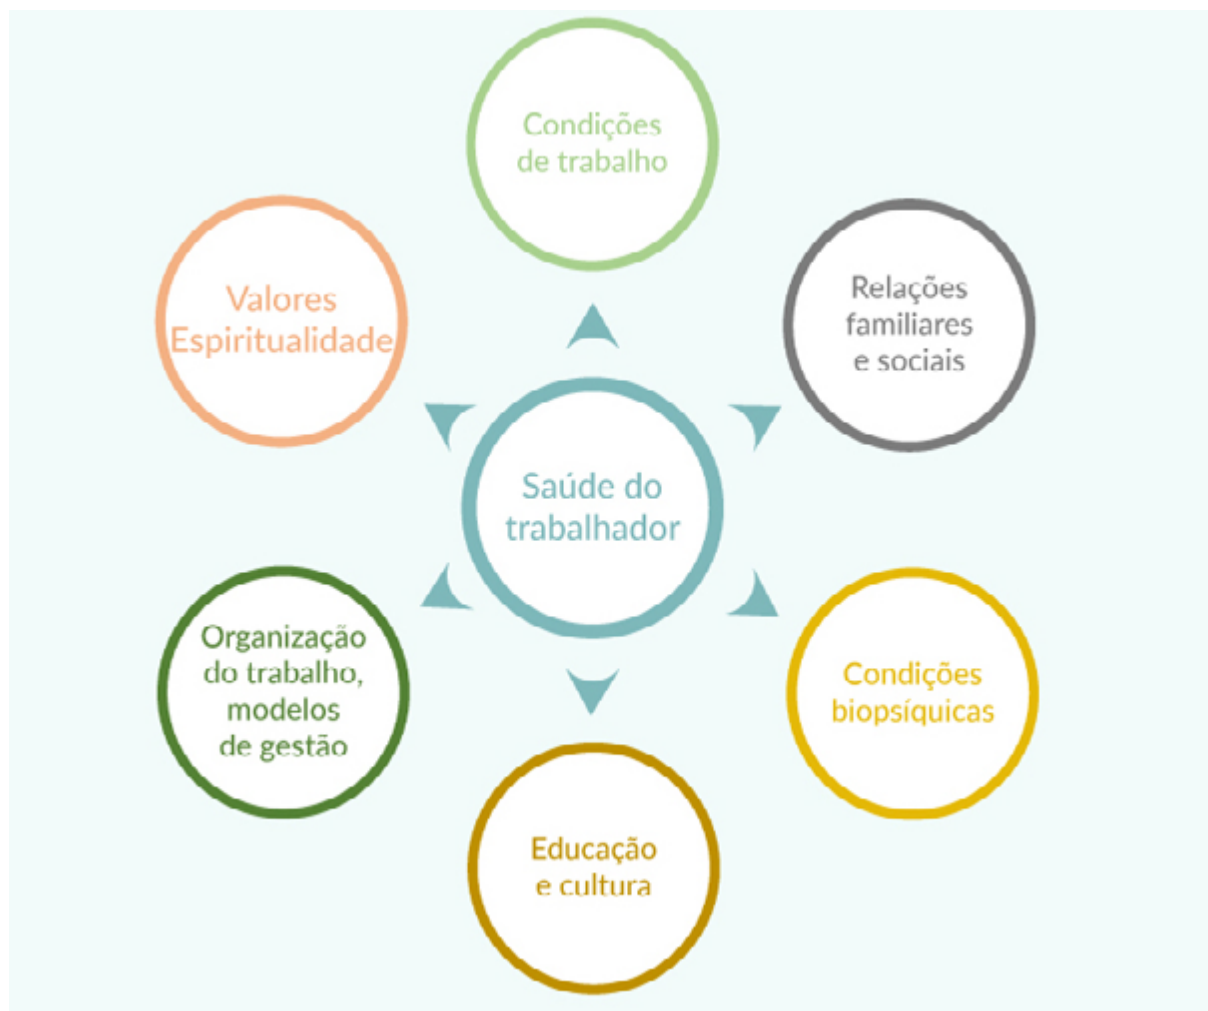 Condições
de trabalho
Relações
familiares
e sociais
Condições
biopsíquicas
Educação
e cultura
Organização
do trabalho,
modelos
de gestão
Valores
Espiritualidade
Saúde do
trabalhador